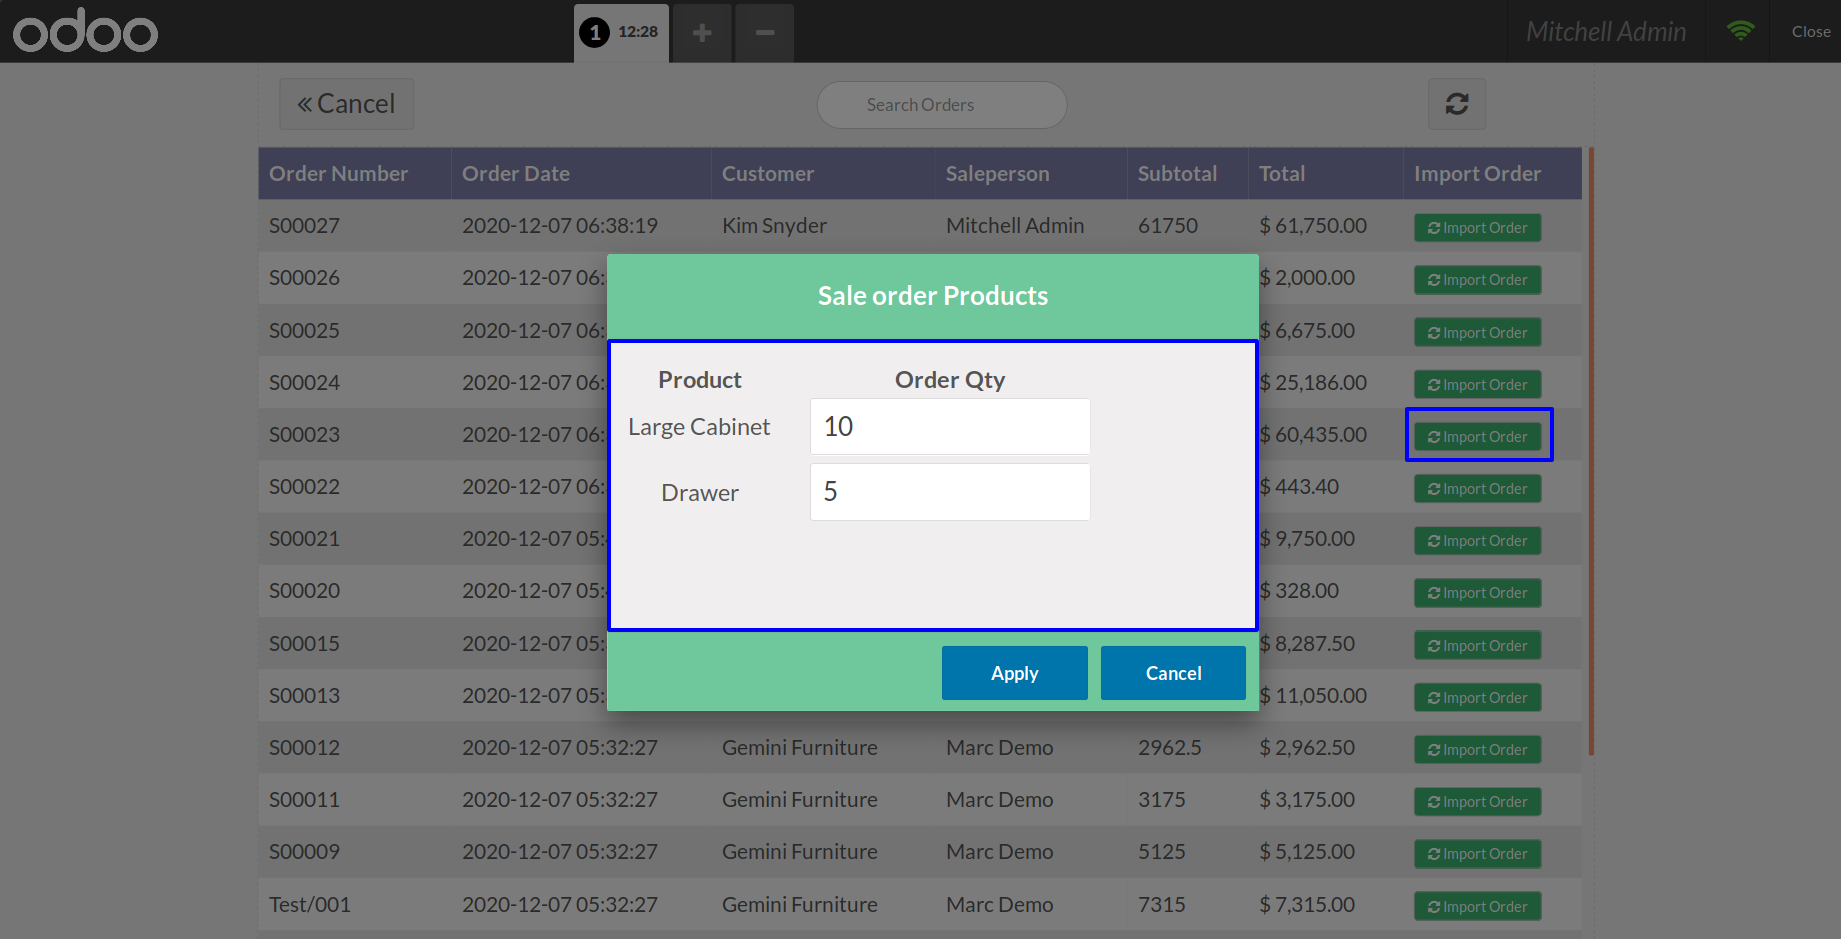 odoo 1 12:28 Mitchell Admin Close
Cancel Search Orders
Order Number Order Date Customer Saleperson Subtotal Total Import Order
S00027 2020-12-07 06:38:19 Kim Snyder Mitchell Admin 61750 $ 61,750.00 Import Order
S00026 2020-12-07 06: $ 2,000.00 Import Order
Sale order Products
S00025 2020-12-07 06: $ 6,675.00 Import Order
Product Order Qty
S00024 2020-12-07 06: $ 25,186.00 Import Order
Large Cabinet 10
S00023 2020-12-07 06: $ 60,435.00 Import Order
S00022 2020-12-07 06: $ 443.40 Import Order
Drawer 5
S00021 2020-12-07 05: $ 9,750.00 Import Order
S00020 2020-12-07 05: $ 328.00 Import Order
S00015 2020-12-07 05: $ 8,287.50 Import Order
Apply Cancel
S00013 2020-12-07 05: $ 11,050.00 Import Order
S00012 2020-12-07 05:32:27 Gemini Furniture Marc Demo 2962.5 $ 2,962.50 Import Order
S00011 2020-12-07 05:32:27 Gemini Furniture Marc Demo 3175 $ 3,175.00 Import Order
S00009 2020-12-07 05:32:27 Gemini Furniture Marc Demo 5125 $ 5,125.00 Import Order
Test/001 2020-12-07 05:32:27 Gemini Furniture Marc Demo 7315 $ 7,315.00 Import Order